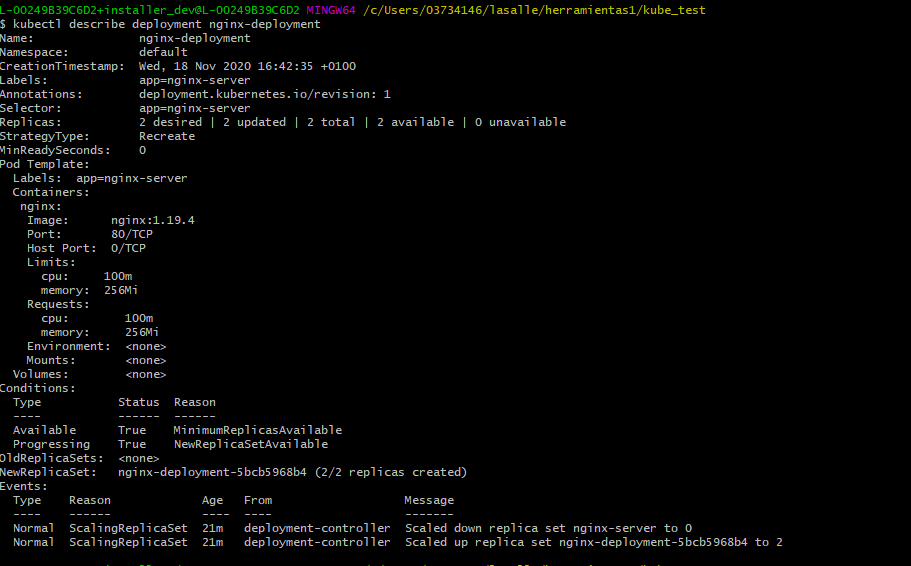 L-OO249B39C6D2+installer_dev@L-OO249B39C6D2 MINGW64 /c/Users/O3734146/lasalle/herramientas1/kube_test
$ kubectl describe deployment nginx-deployment
Name:                   nginx-deployment
Namespace:              default
CreationTimestamp:  Wed, 18 Nov 2020 16:42:35 +0100
Labels:                 app=nginx-server
Annotations:            deployment.kubernetes.io/revision: 1
Selector:               app=nginx-server
Replicas:               2 desired | 2 updated | 2 total | 2 available | 0 unavailable
StrategyType:           Recreate
MinReadySeconds:        0
Pod Template:
  Labels:  app=nginx-server
  Containers:
   nginx:
    Image:      nginx:1.19.4
    Port:       80/TCP
    Host Port:  0/TCP
    Limits:
      cpu:     100m
      memory:  256Mi
    Requests:
      cpu:        100m
      memory:     256Mi
    Environment:  <none>
    Mounts:       <none>
  Volumes:        <none>
Conditions:
  Type           Status  Reason
  ----           ------  ------
  Available      True    MinimumReplicasAvailable
  Progressing    True    NewReplicaSetAvailable
OldReplicaSets:  <none>
NewReplicaSet:   nginx-deployment-5bcb5968b4 (2/2 replicas created)
Events:
  Type    Reason             Age   From                   Message
  ----    ------             ----  ----                   -------
  Normal  ScalingReplicaSet  21m   deployment-controller  Scaled down replica set nginx-server to 0
  Normal  ScalingReplicaSet  21m   deployment-controller  Scaled up replica set nginx-deployment-5bcb5968b4 to 2